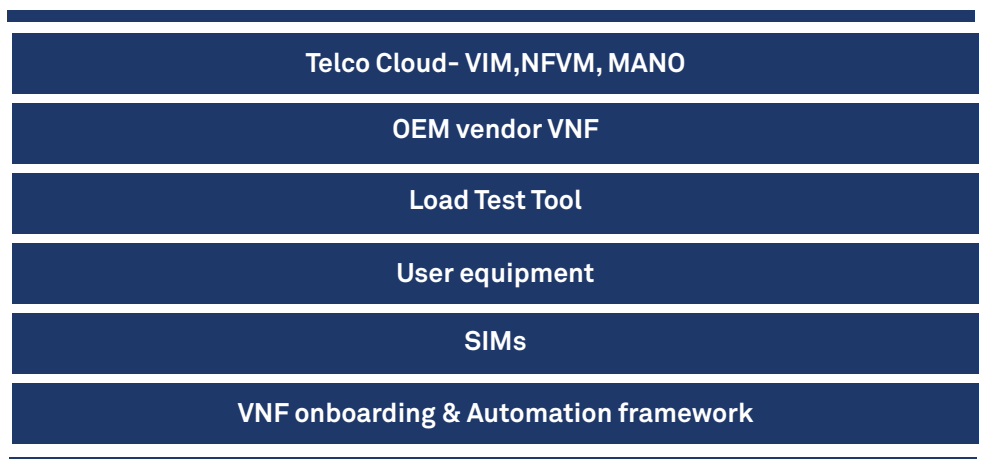 Telco Cloud- VIM,NFVM, MANO
OEM vendor VNF
Load Test Tool
User equipment
SIMs
VNF onboarding & Automation framework